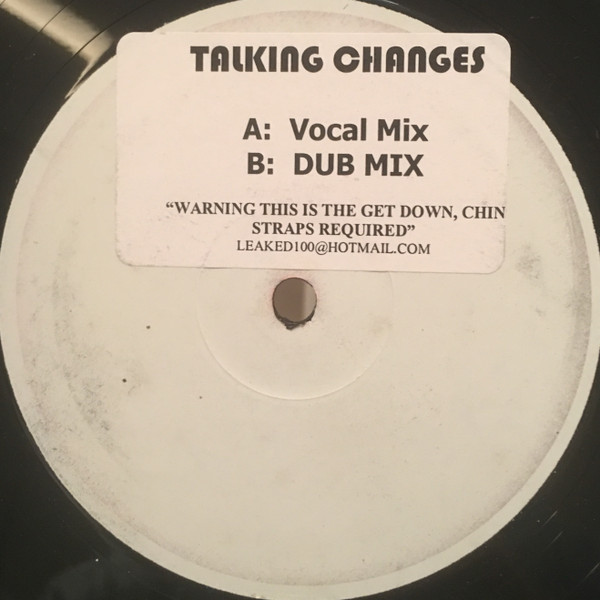 TALKING CHANGES
A: Vocal Mix
B: DUB MIX
“WARNING THIS IS THE GET DOWN, CHIN
STRAPS REQUIRED”
LEAKED100@HOTMAIL.COM